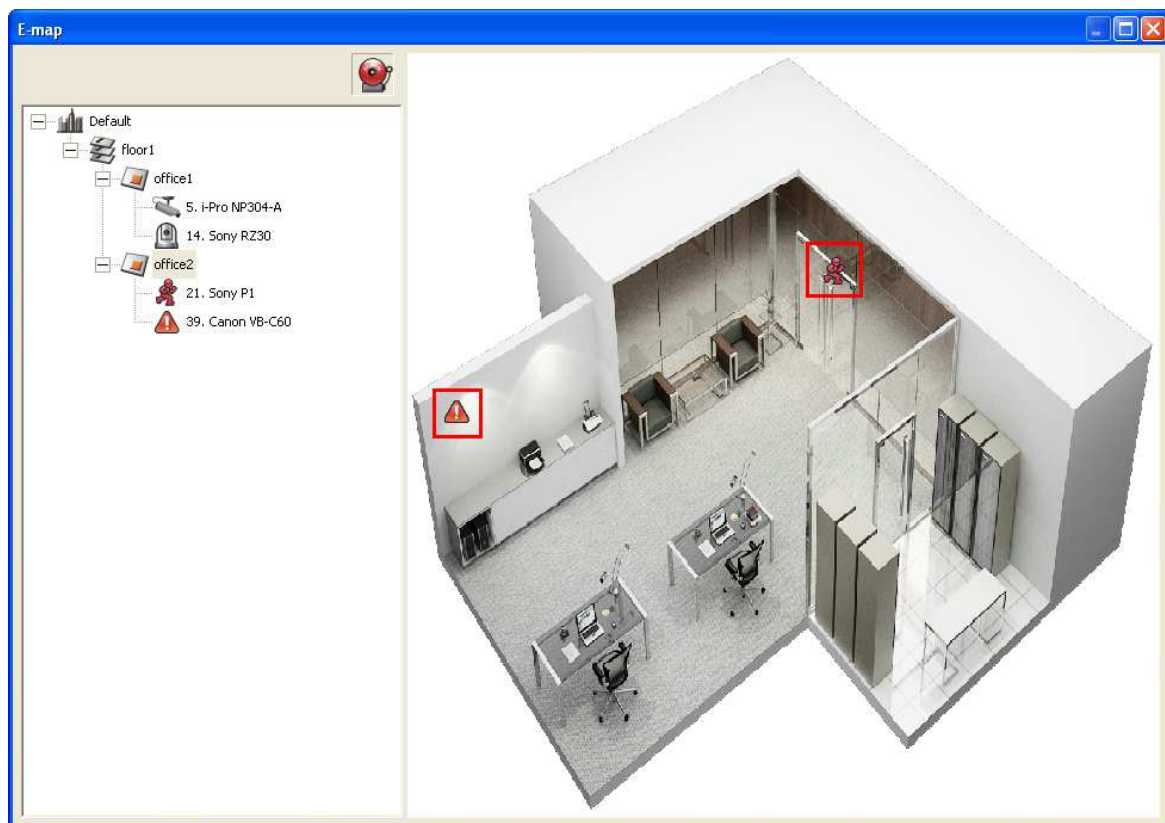 E-map
Default
floor1
office1
5. i-Pro NP304-A
14. Sony RZ30
office2
21. Sony P1
39. Canon VB-C60